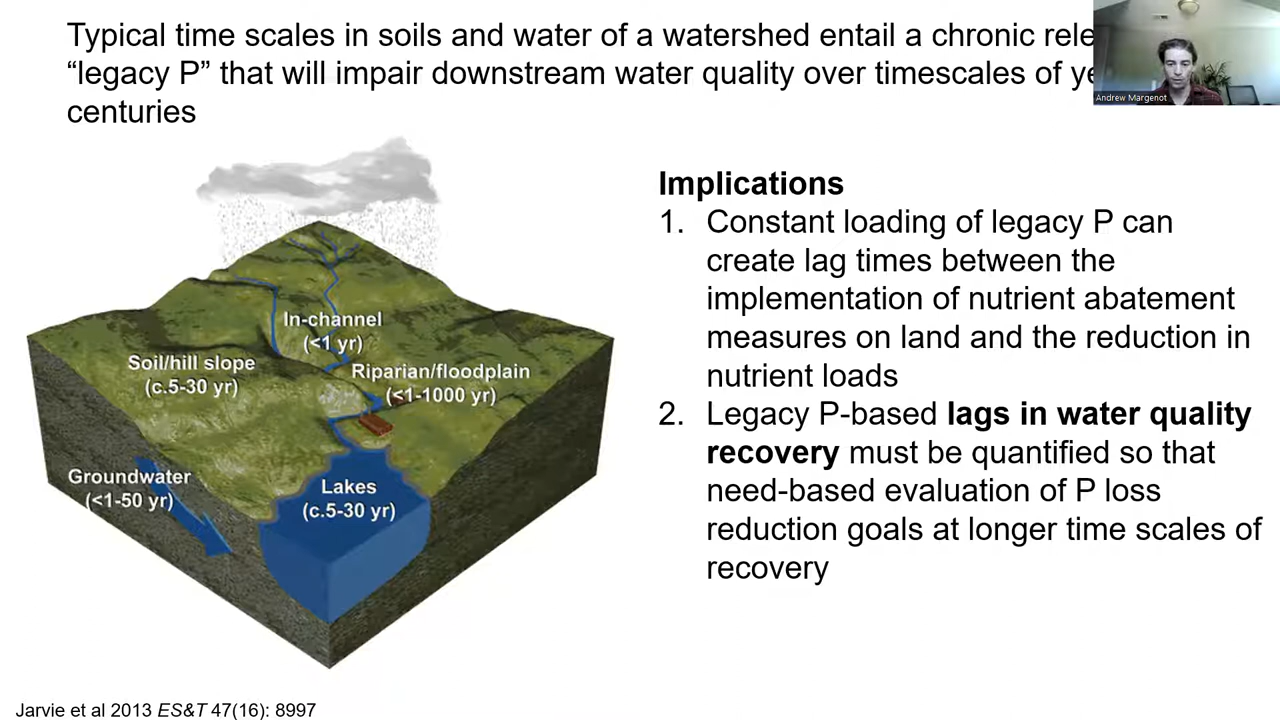 Typical time scales in soils and water of a watershed entail a chronic
“legacy P” that will impair downstream water quality over timescales of
centuries
Andrew Margenot
Implications
1. Constant loading of legacy P can
create lag times between the
implementation of nutrient abatement
measures on land and the reduction in
nutrient loads
2. Legacy P-based lags in water quality
recovery must be quantified so that
need-based evaluation of P loss
reduction goals at longer time scales of
recovery
In-channel
(<1 yr)
Soil/hill slope
(c.5-30 yr)
Riparian/floodplain
(<1-1000 yr)
Groundwater
(<1-50 yr)
Lakes
(c.5-30 yr)
Jarvie et al 2013 ES&T 47(16): 8997